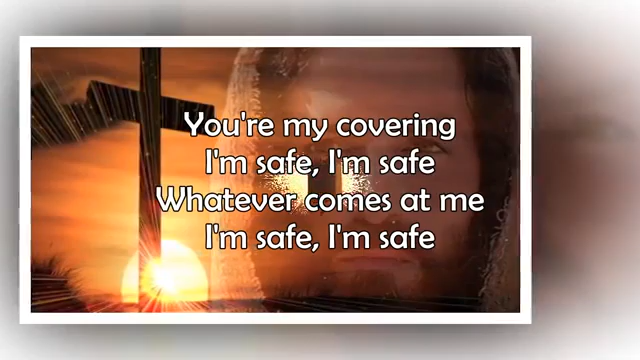 You're my covering
I'm safe, I'm safe
Whatever comes at me
I'm safe, I'm safe